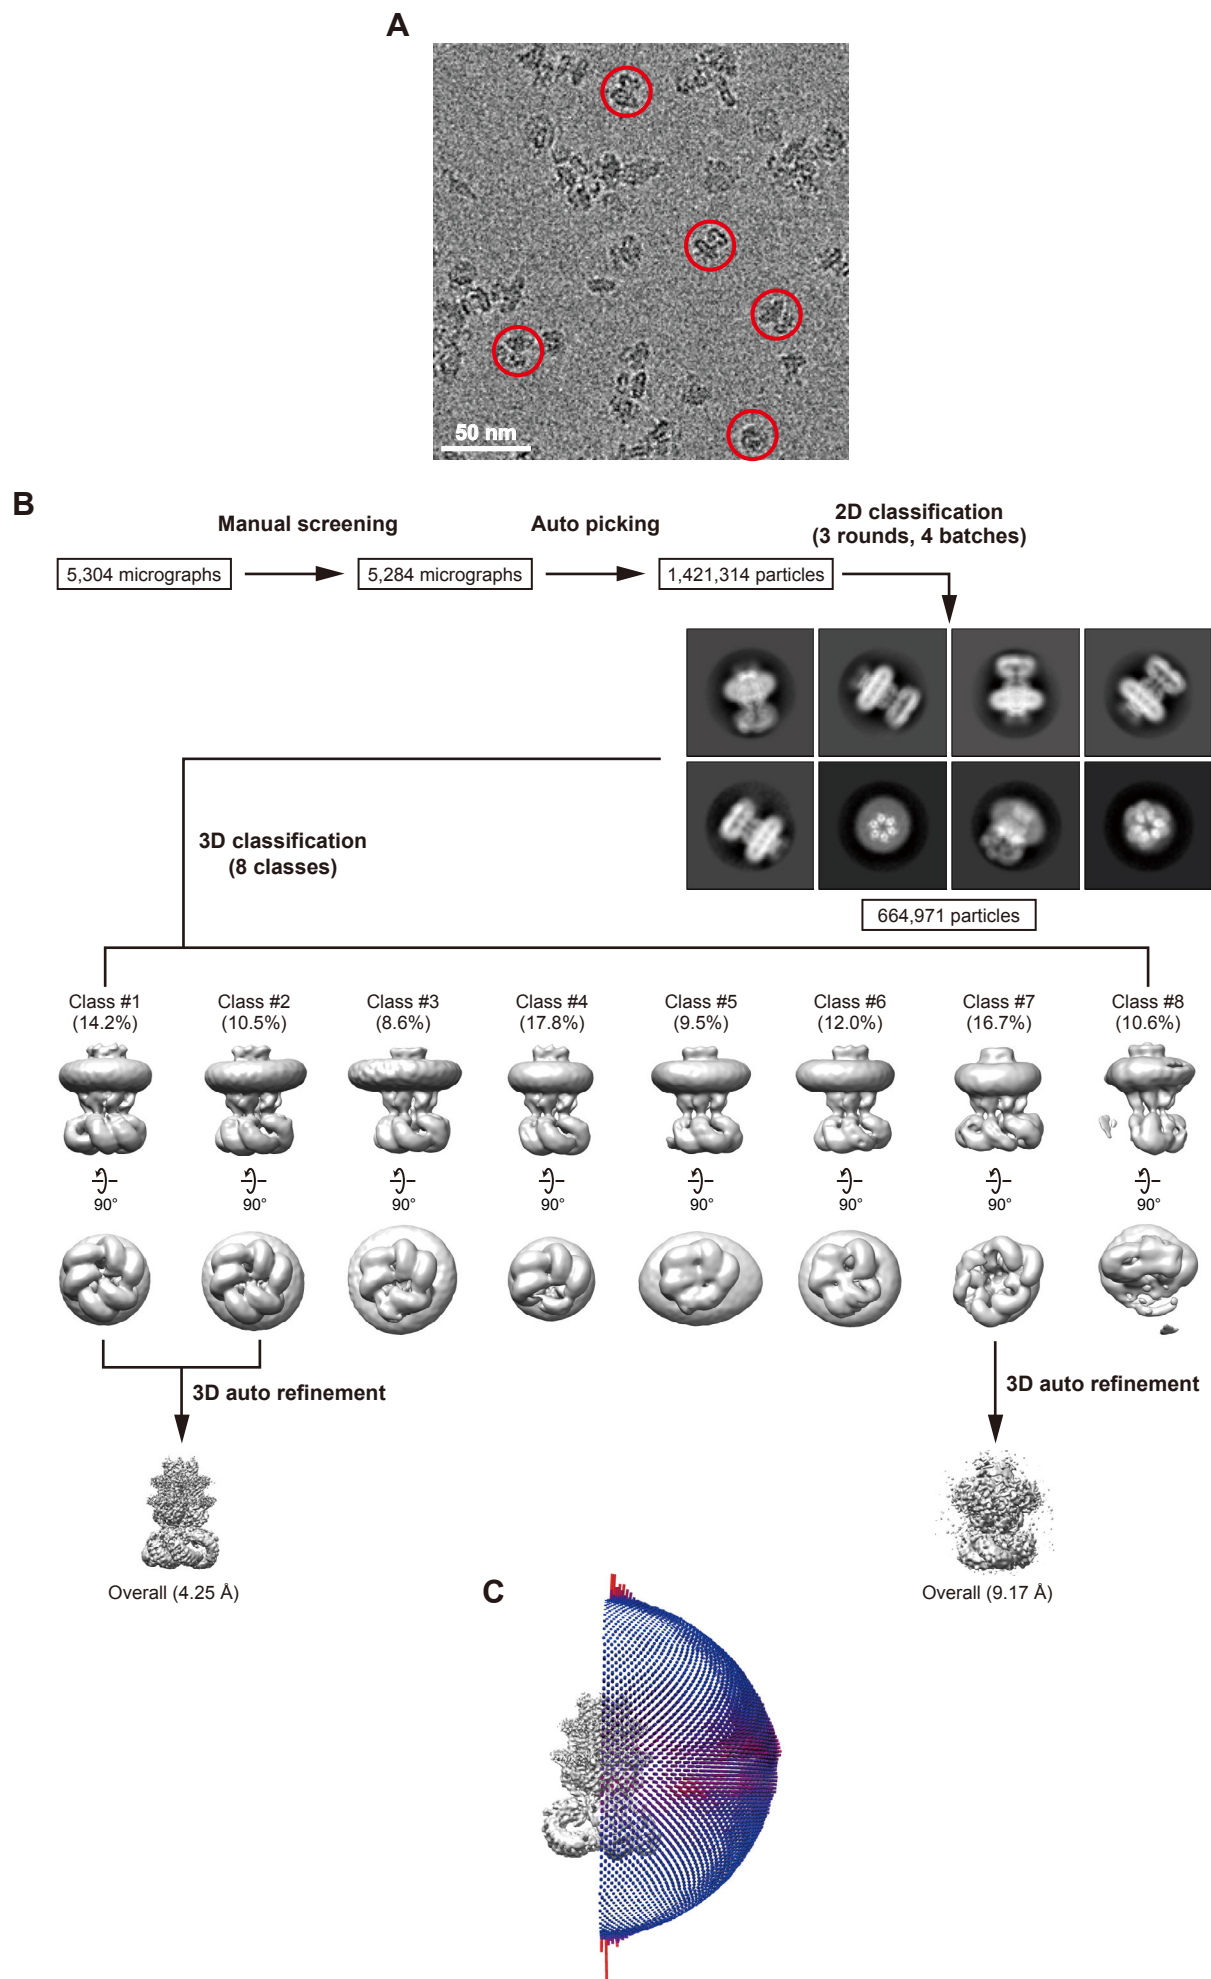 A
50 nm
B
Manual screening
Auto picking
2D classification
(3 rounds, 4 batches)
5,304 micrographs
5,284 micrographs
1,421,314 particles
3D classification
(8 classes)
664,971 particles
Class #1
(14.2%)
Class #2
(10.5%)
Class #3
(8.6%)
Class #4
(17.8%)
Class #5
(9.5%)
Class #6
(12.0%)
Class #7
(16.7%)
Class #8
(10.6%)
90°
90°
90°
90°
90°
90°
90°
90°
3D auto refinement
3D auto refinement
Overall (4.25 Å)
Overall (9.17 Å)
C